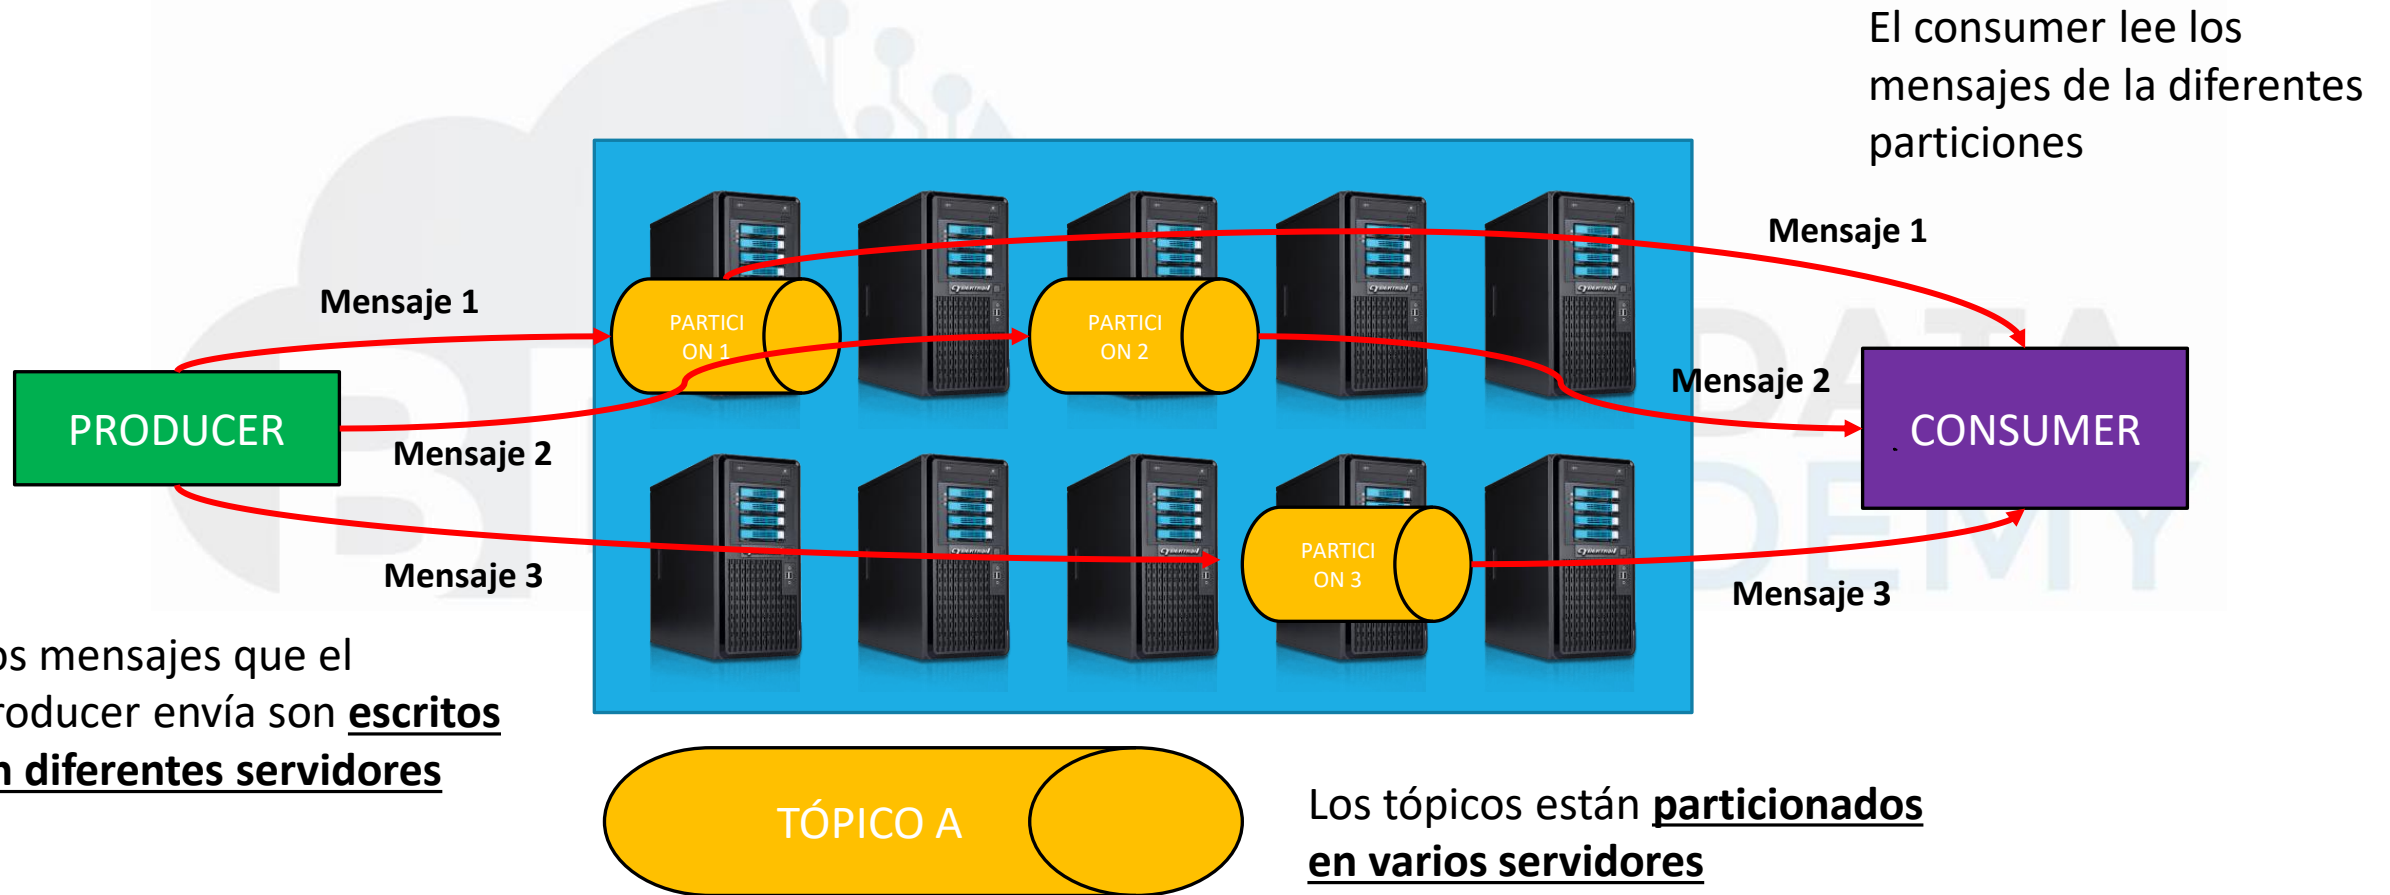 El consumer lee los
mensajes de la diferentes
particiones
Mensaje 1
Mensaje 1
PARTICI
ON 1
PARTICI
ON 2
Mensaje 2
PRODUCER
Mensaje 2
CONSUMER
Mensaje 3
PARTICI
ON 3
Mensaje 3
os mensajes que el
roducer envía son escritos
n diferentes servidores
TÓPICO A
Los tópicos están particionados
en varios servidores
DATA
DEMY